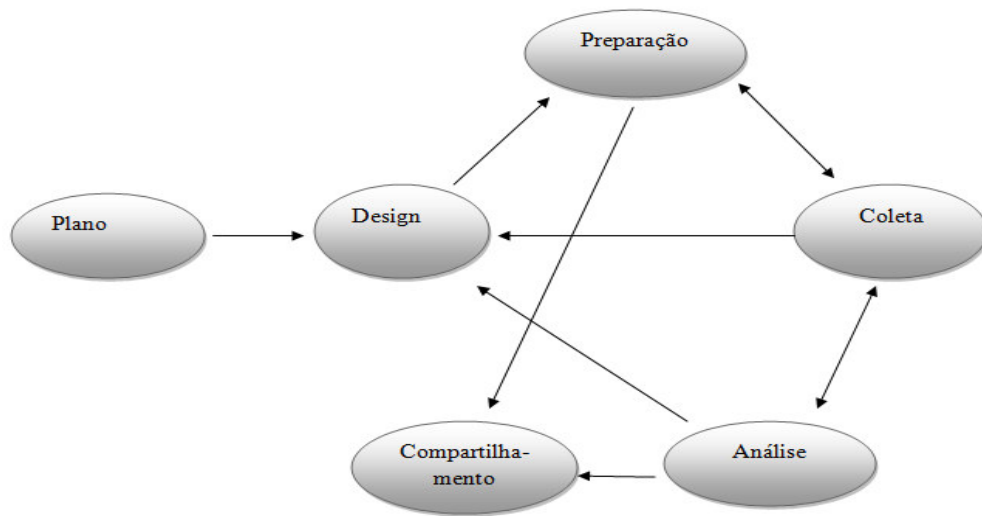 Preparação
Plano
Design
Coleta
Compartilha-
mento
Análise